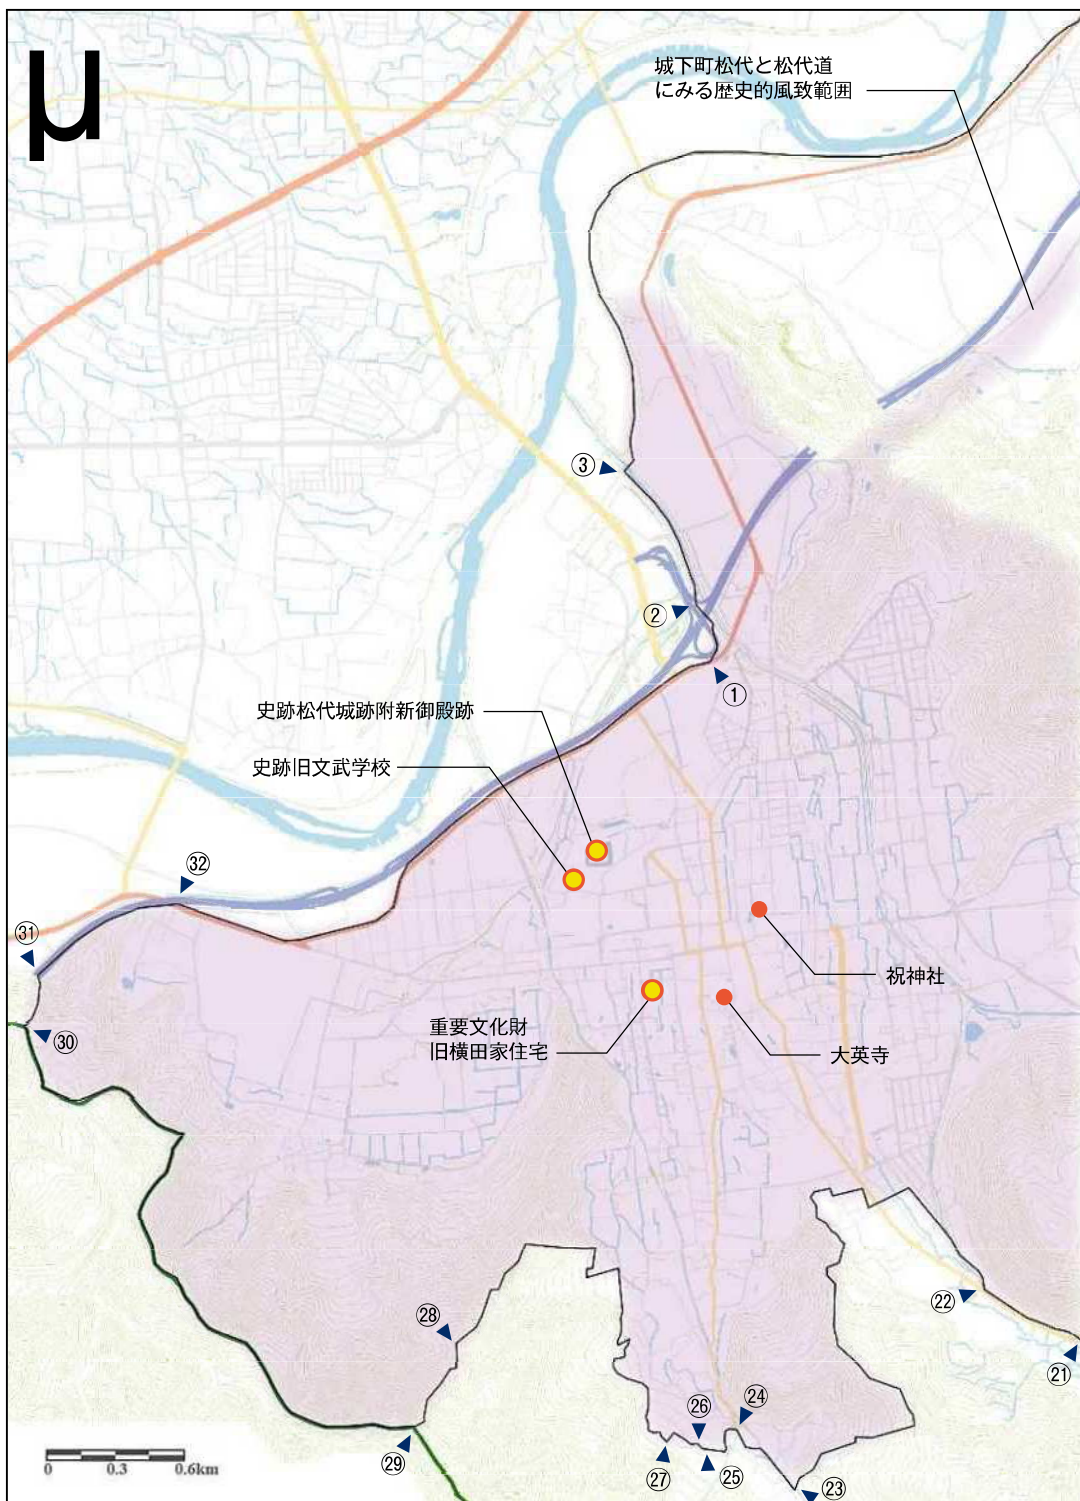 μ
城下町松代と松代道
にみる歴史的風致範囲
③
②
①
史跡松代城跡附新御殿跡
史跡旧文武学校
㉜
㉛
祝神社
重要文化財
旧横田家住宅
㉚
大英寺
㉒
㉘
㉑
㉔
㉖
㉙
㉗
㉕
㉓
0 0.3 0.6km